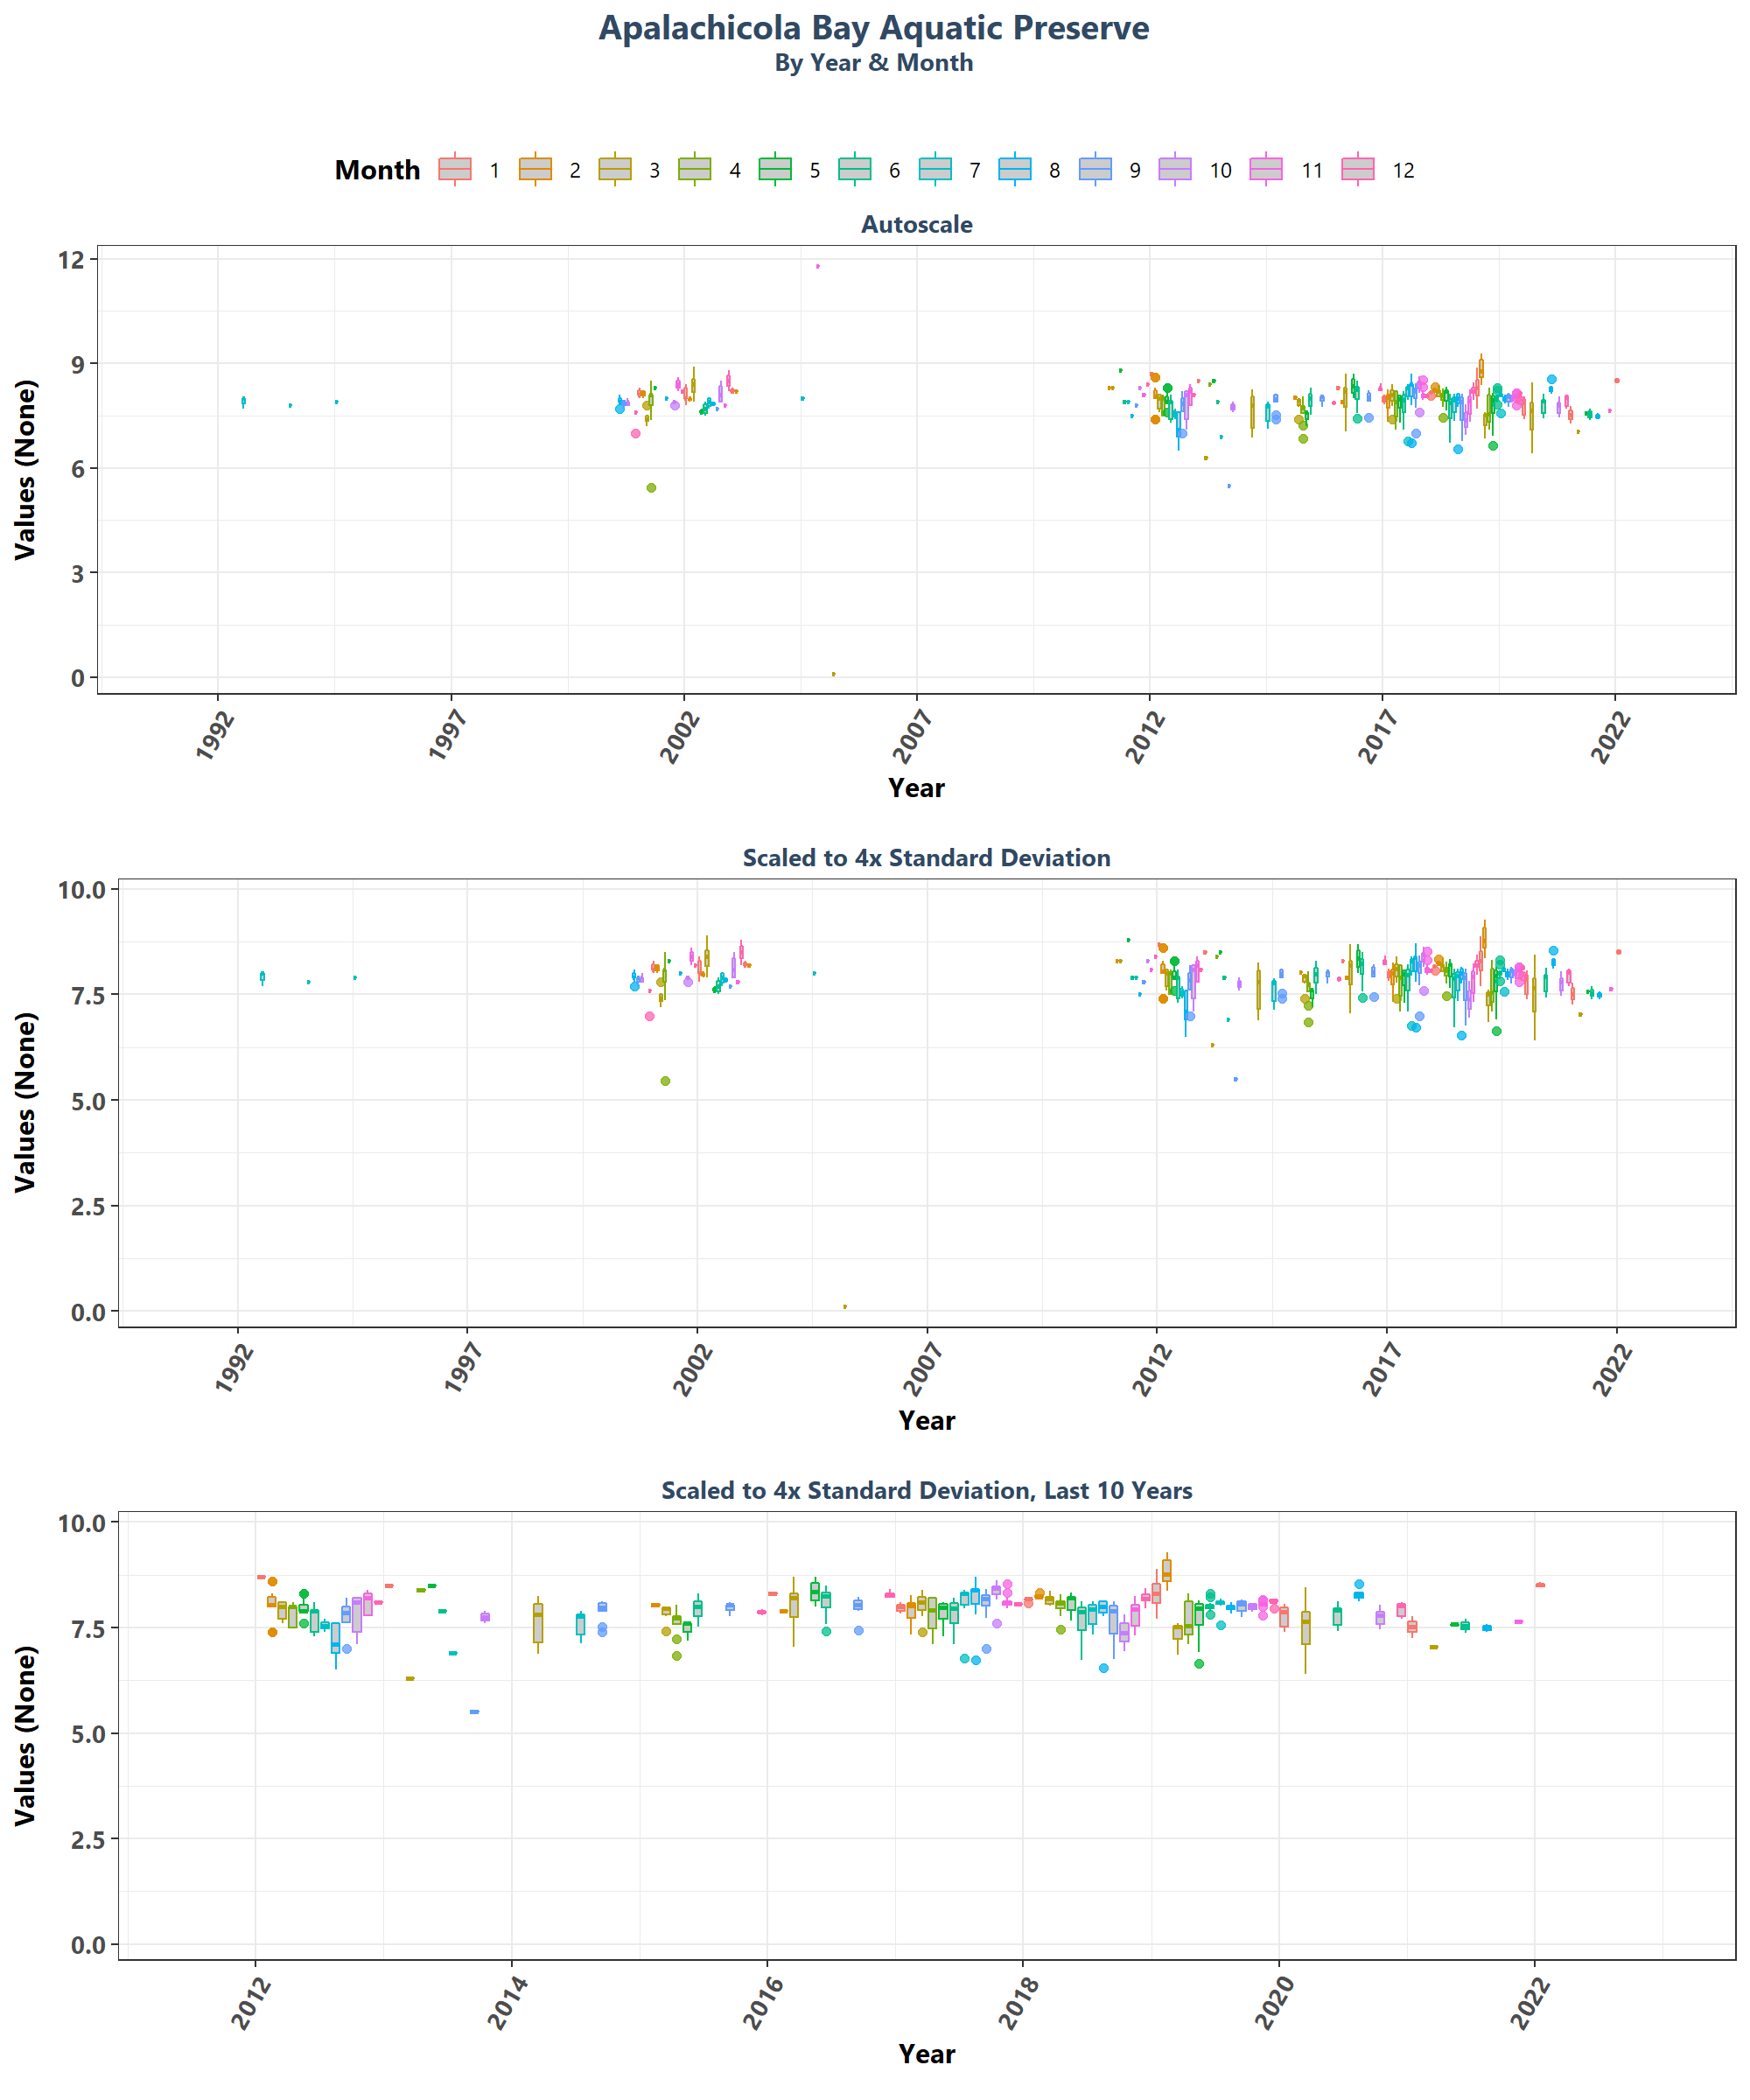 Apalachicola Bay Aquatic Preserve
By Year & Month
Month 1 2 3 4 5 6 7 8 9 10 11 12
Autoscale
Values (None)
12
9
6
3
0
1992 1997 2002 2007 2012 2017 2022
Year
Scaled to 4x Standard Deviation
Values (None)
10.0
7.5
5.0
2.5
0.0
1992 1997 2002 2007 2012 2017 2022
Year
Scaled to 4x Standard Deviation, Last 10 Years
Values (None)
10.0
7.5
5.0
2.5
0.0
2012 2014 2016 2018 2020 2022
Year